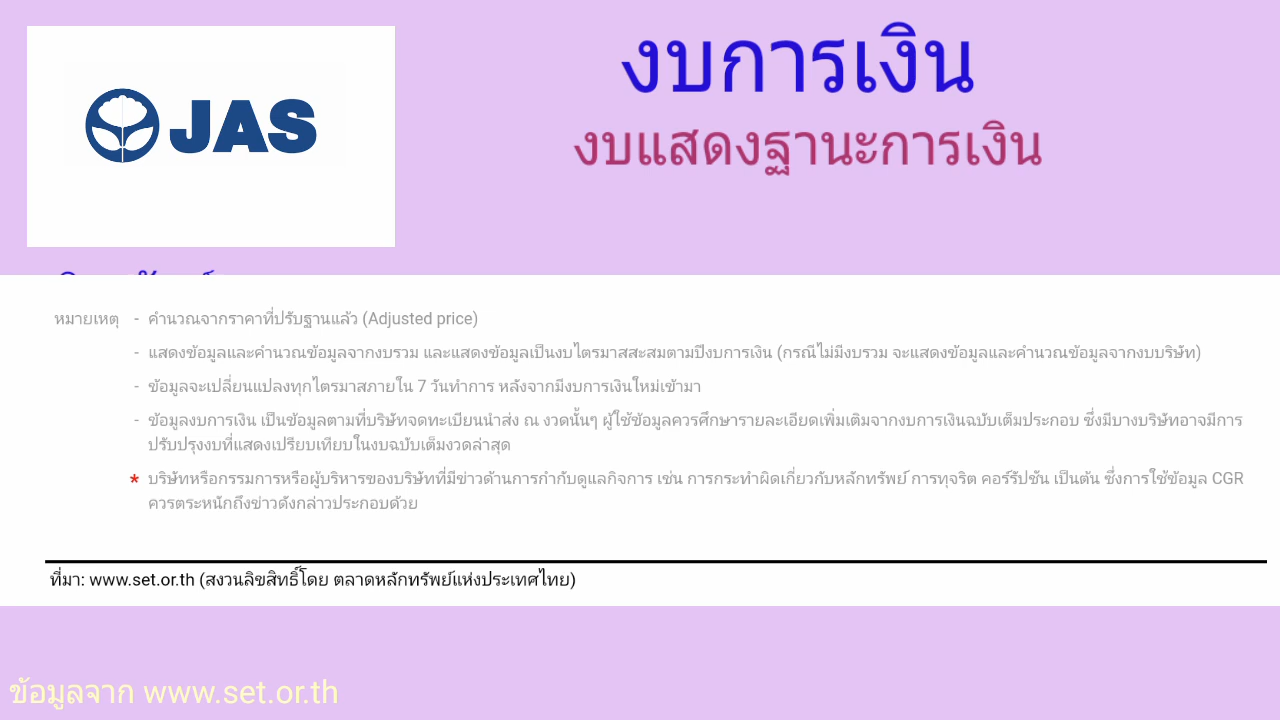 JAS
งบการเงิน
งบแสดงฐานะการเงิน
หมายเหตุ - คำนวณจากราคาที่ปรับฐานแล้ว (Adjusted price)
- แสดงข้อมูลและคำนวณข้อมูลจากงบรวม และแสดงข้อมูลเป็นงบไตรมาสสะสมตามปีงบการเงิน (กรณีไม่มีงบรวม จะแสดงข้อมูลและคำนวณข้อมูลจากงบบริษัท)
- ข้อมูลจะเปลี่ยนแปลงทุกไตรมาสภายใน 7 วันทำการ หลังจากมีงบการเงินใหม่เข้ามา
- ข้อมูลงบการเงิน เป็นข้อมูลตามที่บริษัทจดทะเบียนนำส่ง ณ งวดนั้นๆ ผู้ใช้ข้อมูลควรศึกษารายละเอียดเพิ่มเติมจากงบการเงินฉบับเต็มประกอบ ซึ่งมีบางบริษัทอาจมีการ
ปรับปรุงงบที่แสดงเปรียบเทียบในงบฉบับเต็มงวดล่าสุด
* บริษัทหรือกรรมการหรือผู้บริหารของบริษัทที่มีข่าวด้านการกำกับดูแลกิจการ เช่น การกระทำผิดเกี่ยวกับหลักทรัพย์ การทุจริต คอร์รัปชัน เป็นต้น ซึ่งการใช้ข้อมูล CGR
ควรตระหนักถึงข่าวดังกล่าวประกอบด้วย
ที่มา: www.set.or.th (สงวนลิขสิทธิ์โดย ตลาดหลักทรัพย์แห่งประเทศไทย)
ข้อมูลจาก www.set.or.th